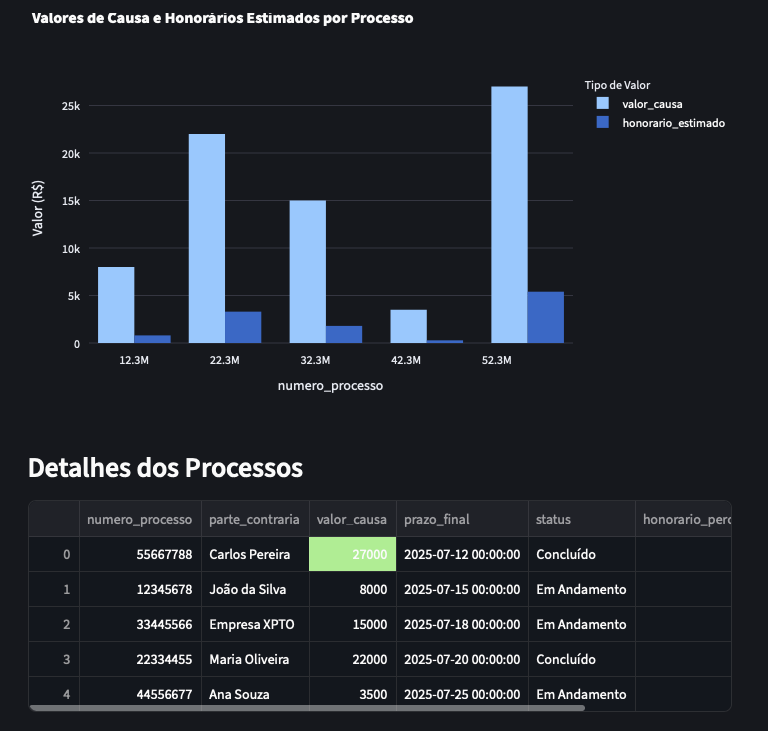 Valores de Causa e Honorários Estimados por Processo
Tipo de Valor
valor_causa
honorario_estimado
Valor (R$)
25k
20k
15k
10k
5k
0
12.3M 22.3M 32.3M 42.3M 52.3M
numero_processo
Detalhes dos Processos
numero_processo parte_contraria valor_causa prazo_final status honorario_perc
0 55667788 Carlos Pereira 27000 2025-07-12 00:00:00 Concluído
1 12345678 João da Silva 8000 2025-07-15 00:00:00 Em Andamento
2 33445566 Empresa XPTO 15000 2025-07-18 00:00:00 Em Andamento
3 22334455 Maria Oliveira 22000 2025-07-20 00:00:00 Concluído
4 44556677 Ana Souza 3500 2025-07-25 00:00:00 Em Andamento